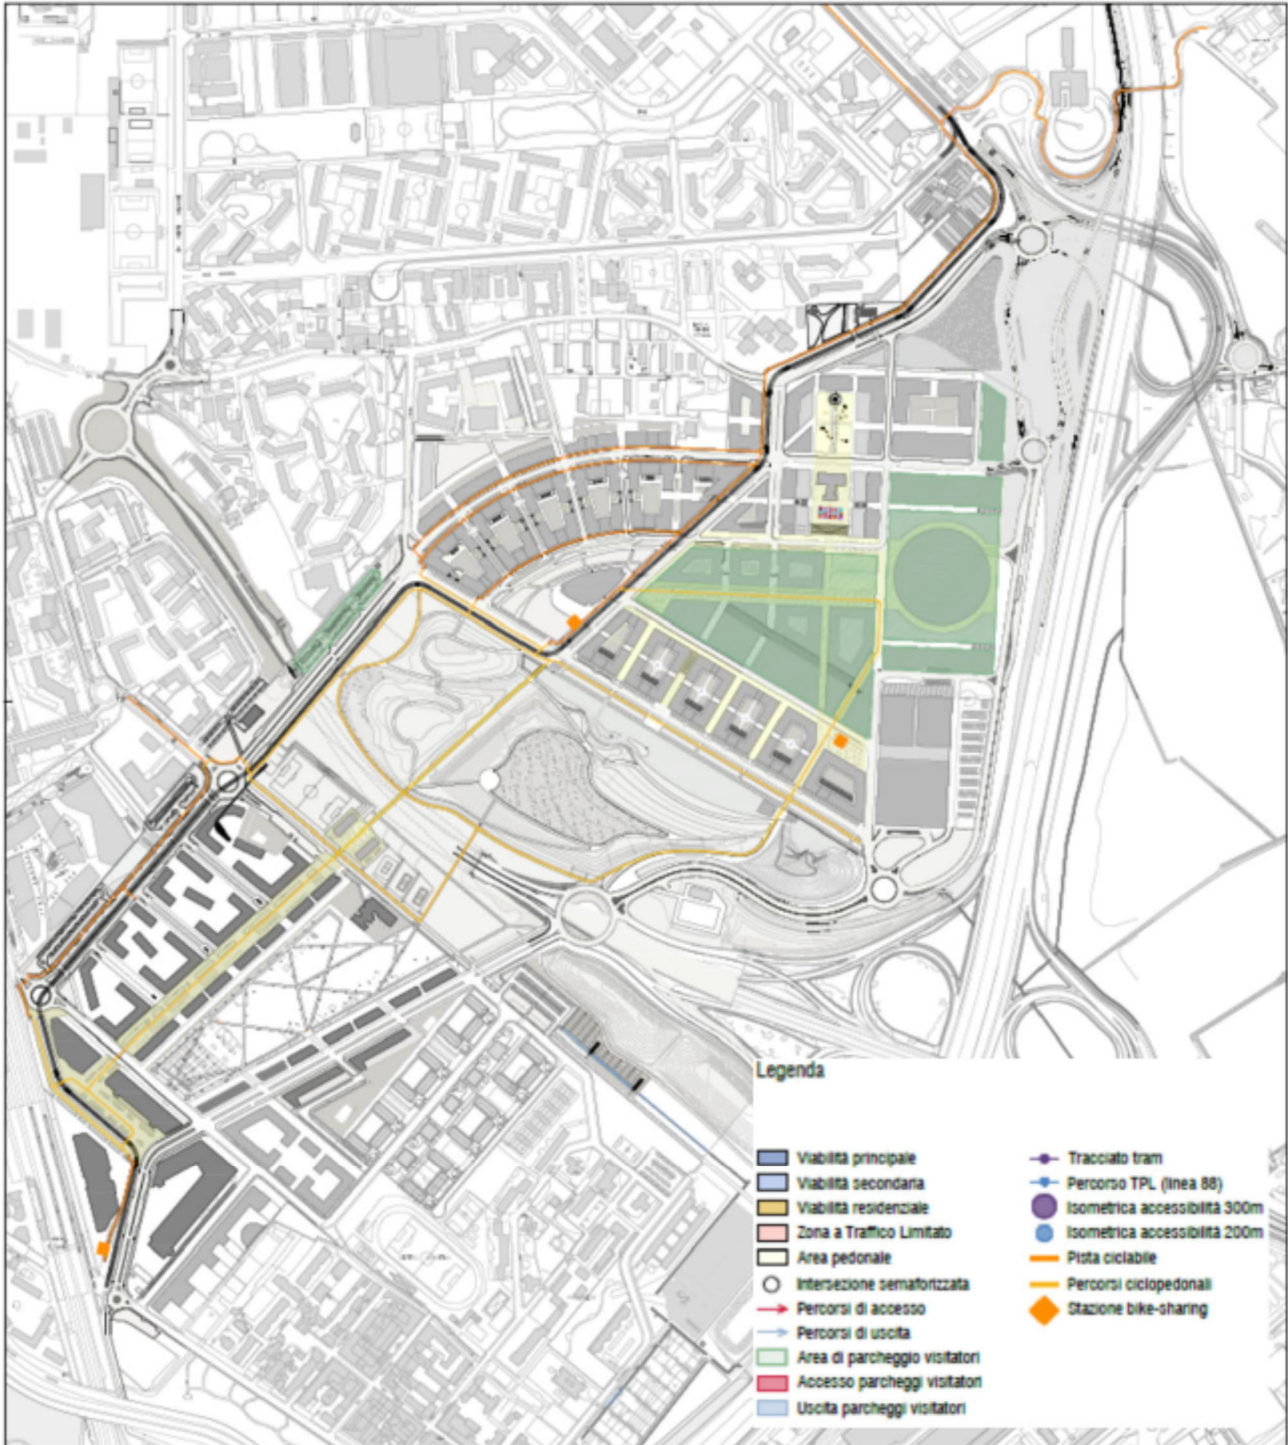 Legenda
Viabilità principale
Viabilità secondaria
Viabilità residenziale
Zona a Traffico Limitato
Area pedonale
Intersezione semaforizzata
Percorsi di accesso
Percorsi di uscita
Area di parcheggio visitatori
Accesso parcheggi visitatori
Uscita parcheggi visitatori
Tracciato tram
Percorso TPL (linea 88)
Isometrica accessibilità 300m
Isometrica accessibilità 200m
Pista ciclabile
Percorsi ciclopedonali
Stazione bike-sharing